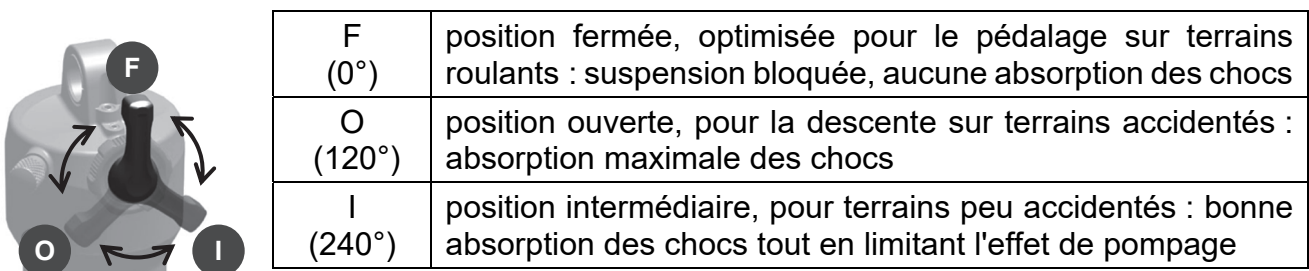 F
O
I
F
(0°)
position fermée, optimisée pour le pédalage sur terrains
roulants : suspension bloquée, aucune absorption des chocs
O
(120°)
position ouverte, pour la descente sur terrains accidentés :
absorption maximale des chocs
I
(240°)
position intermédiaire, pour terrains peu accidentés : bonne
absorption des chocs tout en limitant l'effet de pompage